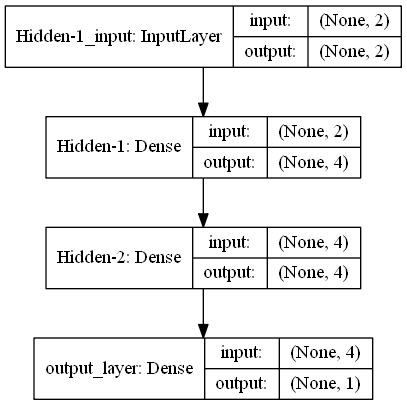 Hidden-1_input: InputLayer
input: (None, 2)
output: (None, 2)
Hidden-1: Dense
input: (None, 2)
output: (None, 4)
Hidden-2: Dense
input: (None, 4)
output: (None, 4)
output_layer: Dense
input: (None, 4)
output: (None, 1)